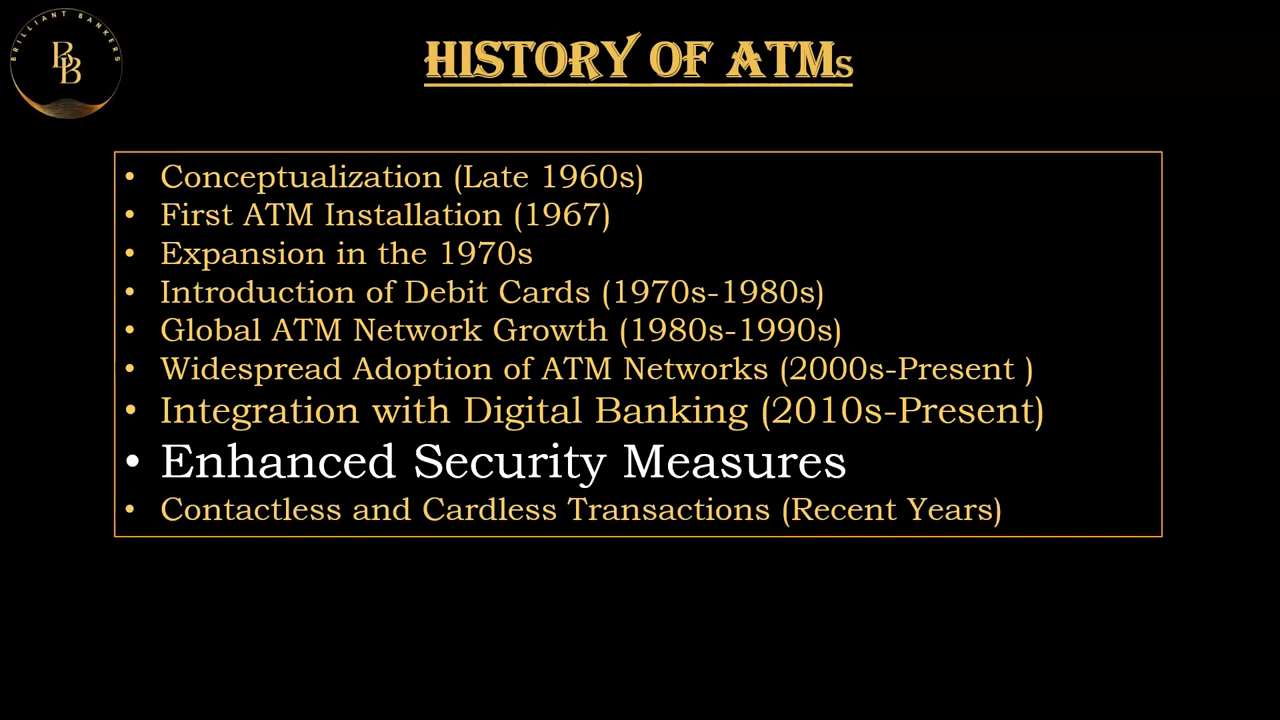 BRILLIANT BANKERS
BB
HISTORY OF ATMs
• Conceptualization (Late 1960s)
• First ATM Installation (1967)
• Expansion in the 1970s
• Introduction of Debit Cards (1970s-1980s)
• Global ATM Network Growth (1980s-1990s)
• Widespread Adoption of ATM Networks (2000s-Present )
• Integration with Digital Banking (2010s-Present)
• Enhanced Security Measures
• Contactless and Cardless Transactions (Recent Years)